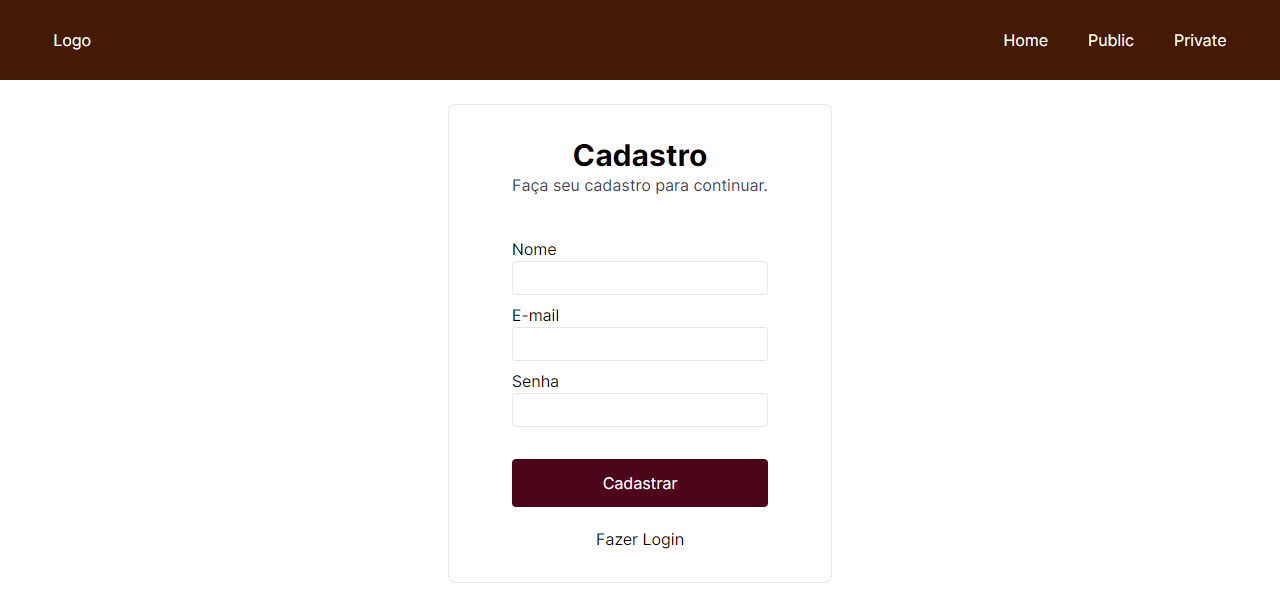 Logo
Home Public Private
Cadastro
Faça seu cadastro para continuar.
Nome
E-mail
Senha
Cadastrar
Fazer Login